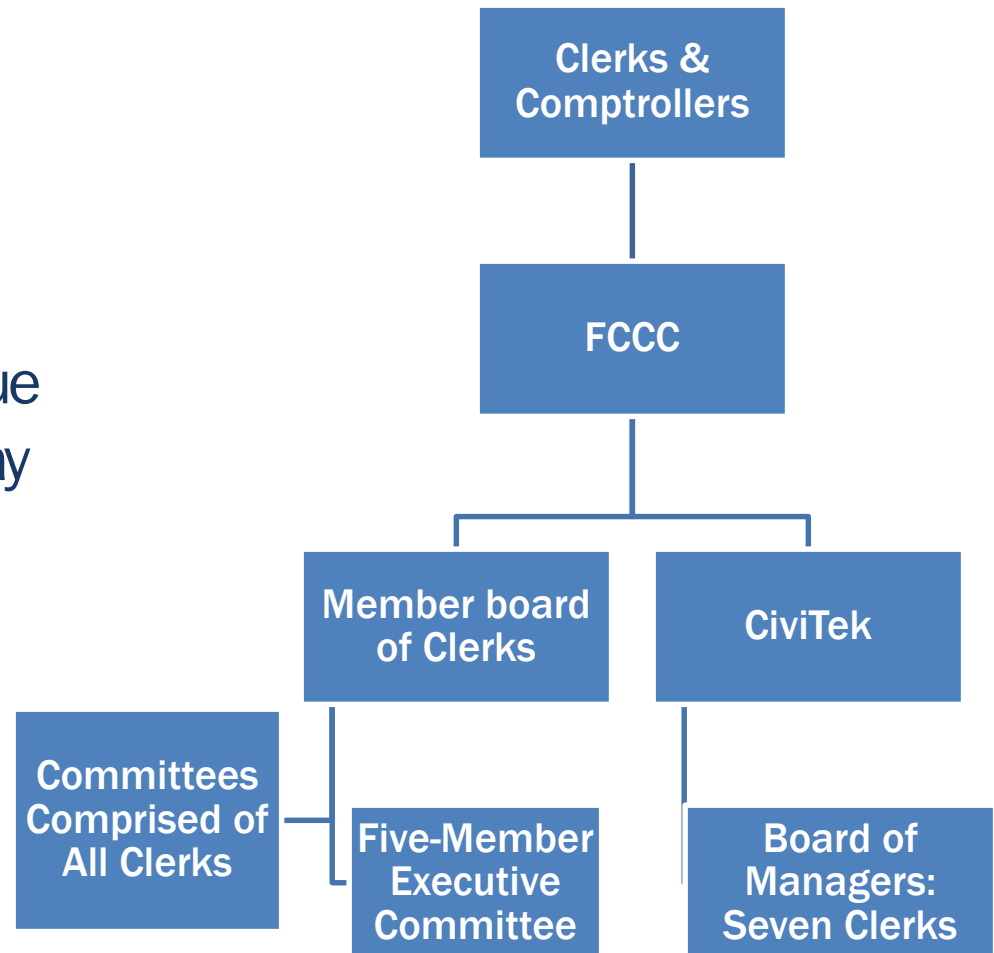 Clerks &
Comptrollers
FCCC
Member board
of Clerks
CiviTek
Committees
Comprised of
All Clerks
Five-Member
Executive
Committee
Board of
Managers:
Seven Clerks